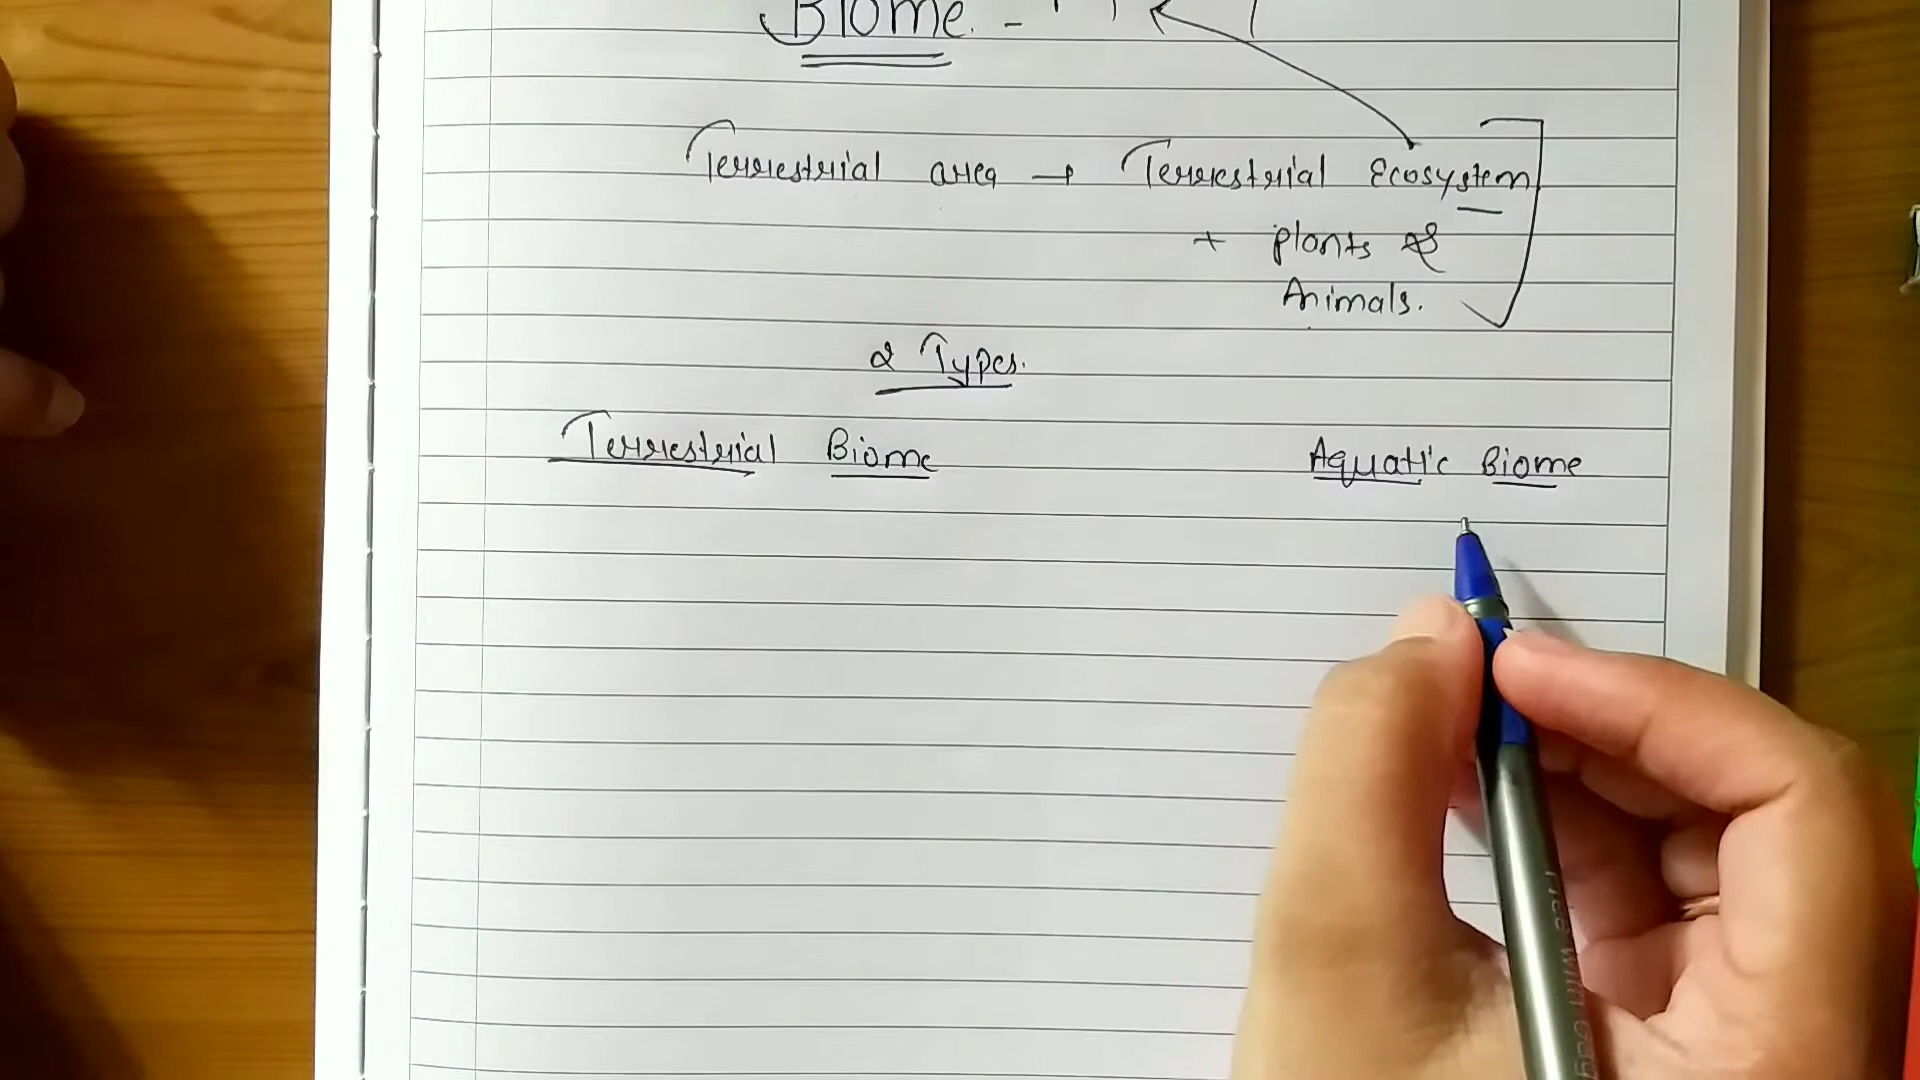 Biome. -
Terrestrial area → Terrestrial Ecosystem
+ plants &
Animals.
2 Types.
Terrestrial Biome
Aquatic Biome